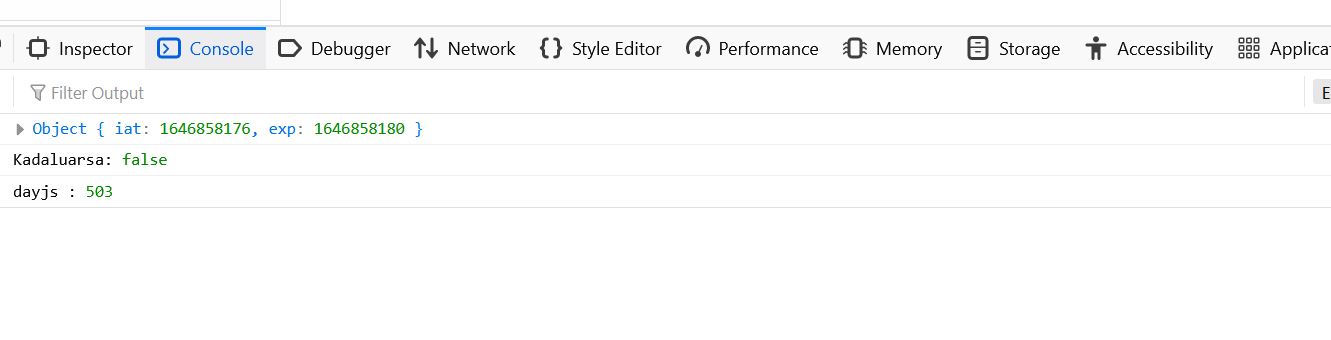 Inspector Console Debugger Network Style Editor Performance Memory Storage Accessibility
Filter Output
Object { iat: 1646858176, exp: 1646858180 }
Kadaluarsa: false
dayjs : 503